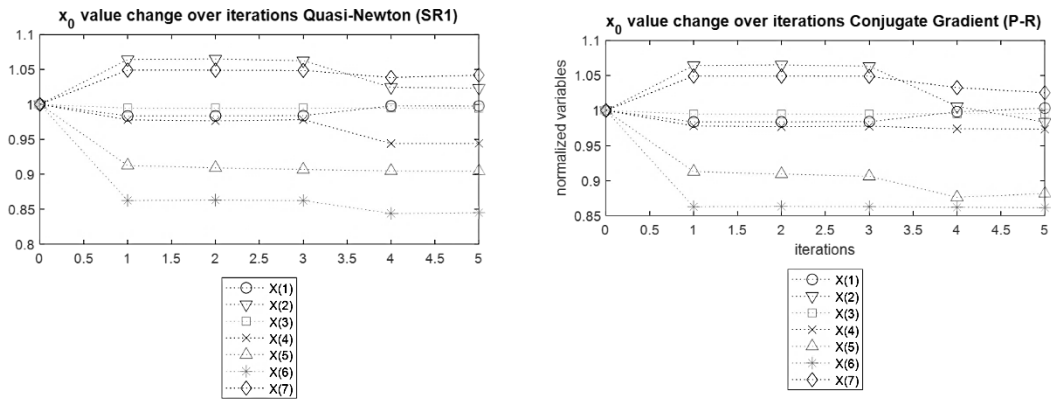 x0 value change over iterations Quasi-Newton (SR1)
1.1
1.05
1
0.95
0.9
0.85
0.8
0 0.5 1 1.5 2 2.5 3 3.5 4 4.5 5
X(1)
X(2)
X(3)
X(4)
X(5)
X(6)
X(7)
x0 value change over iterations Conjugate Gradient (P-R)
normalized variables
1.1
1.05
1
0.95
0.9
0.85
0 0.5 1 1.5 2 2.5 3 3.5 4 4.5 5
iterations
X(1)
X(2)
X(3)
X(4)
X(5)
X(6)
X(7)